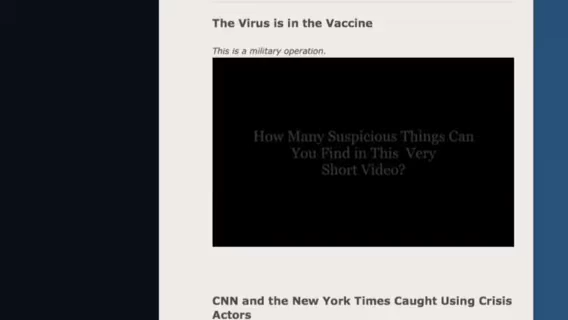 The Virus is in the Vaccine
This is a military operation.
How Many Suspicious Things Can
You Find in This Very
Short Video?
CNN and the New York Times Caught Using Crisis
Actors